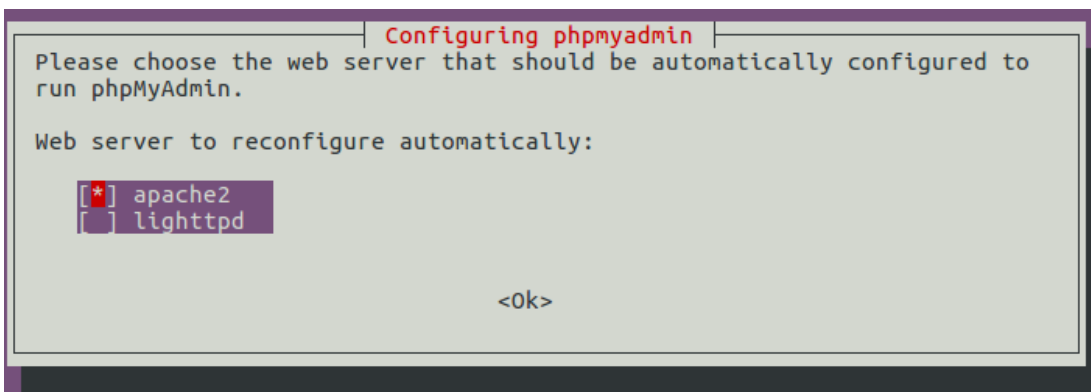 Configuring phpmyadmin
Please choose the web server that should be automatically configured to
run phpMyAdmin.
Web server to reconfigure automatically:
[*] apache2
[ ] lighttpd
<Ok>